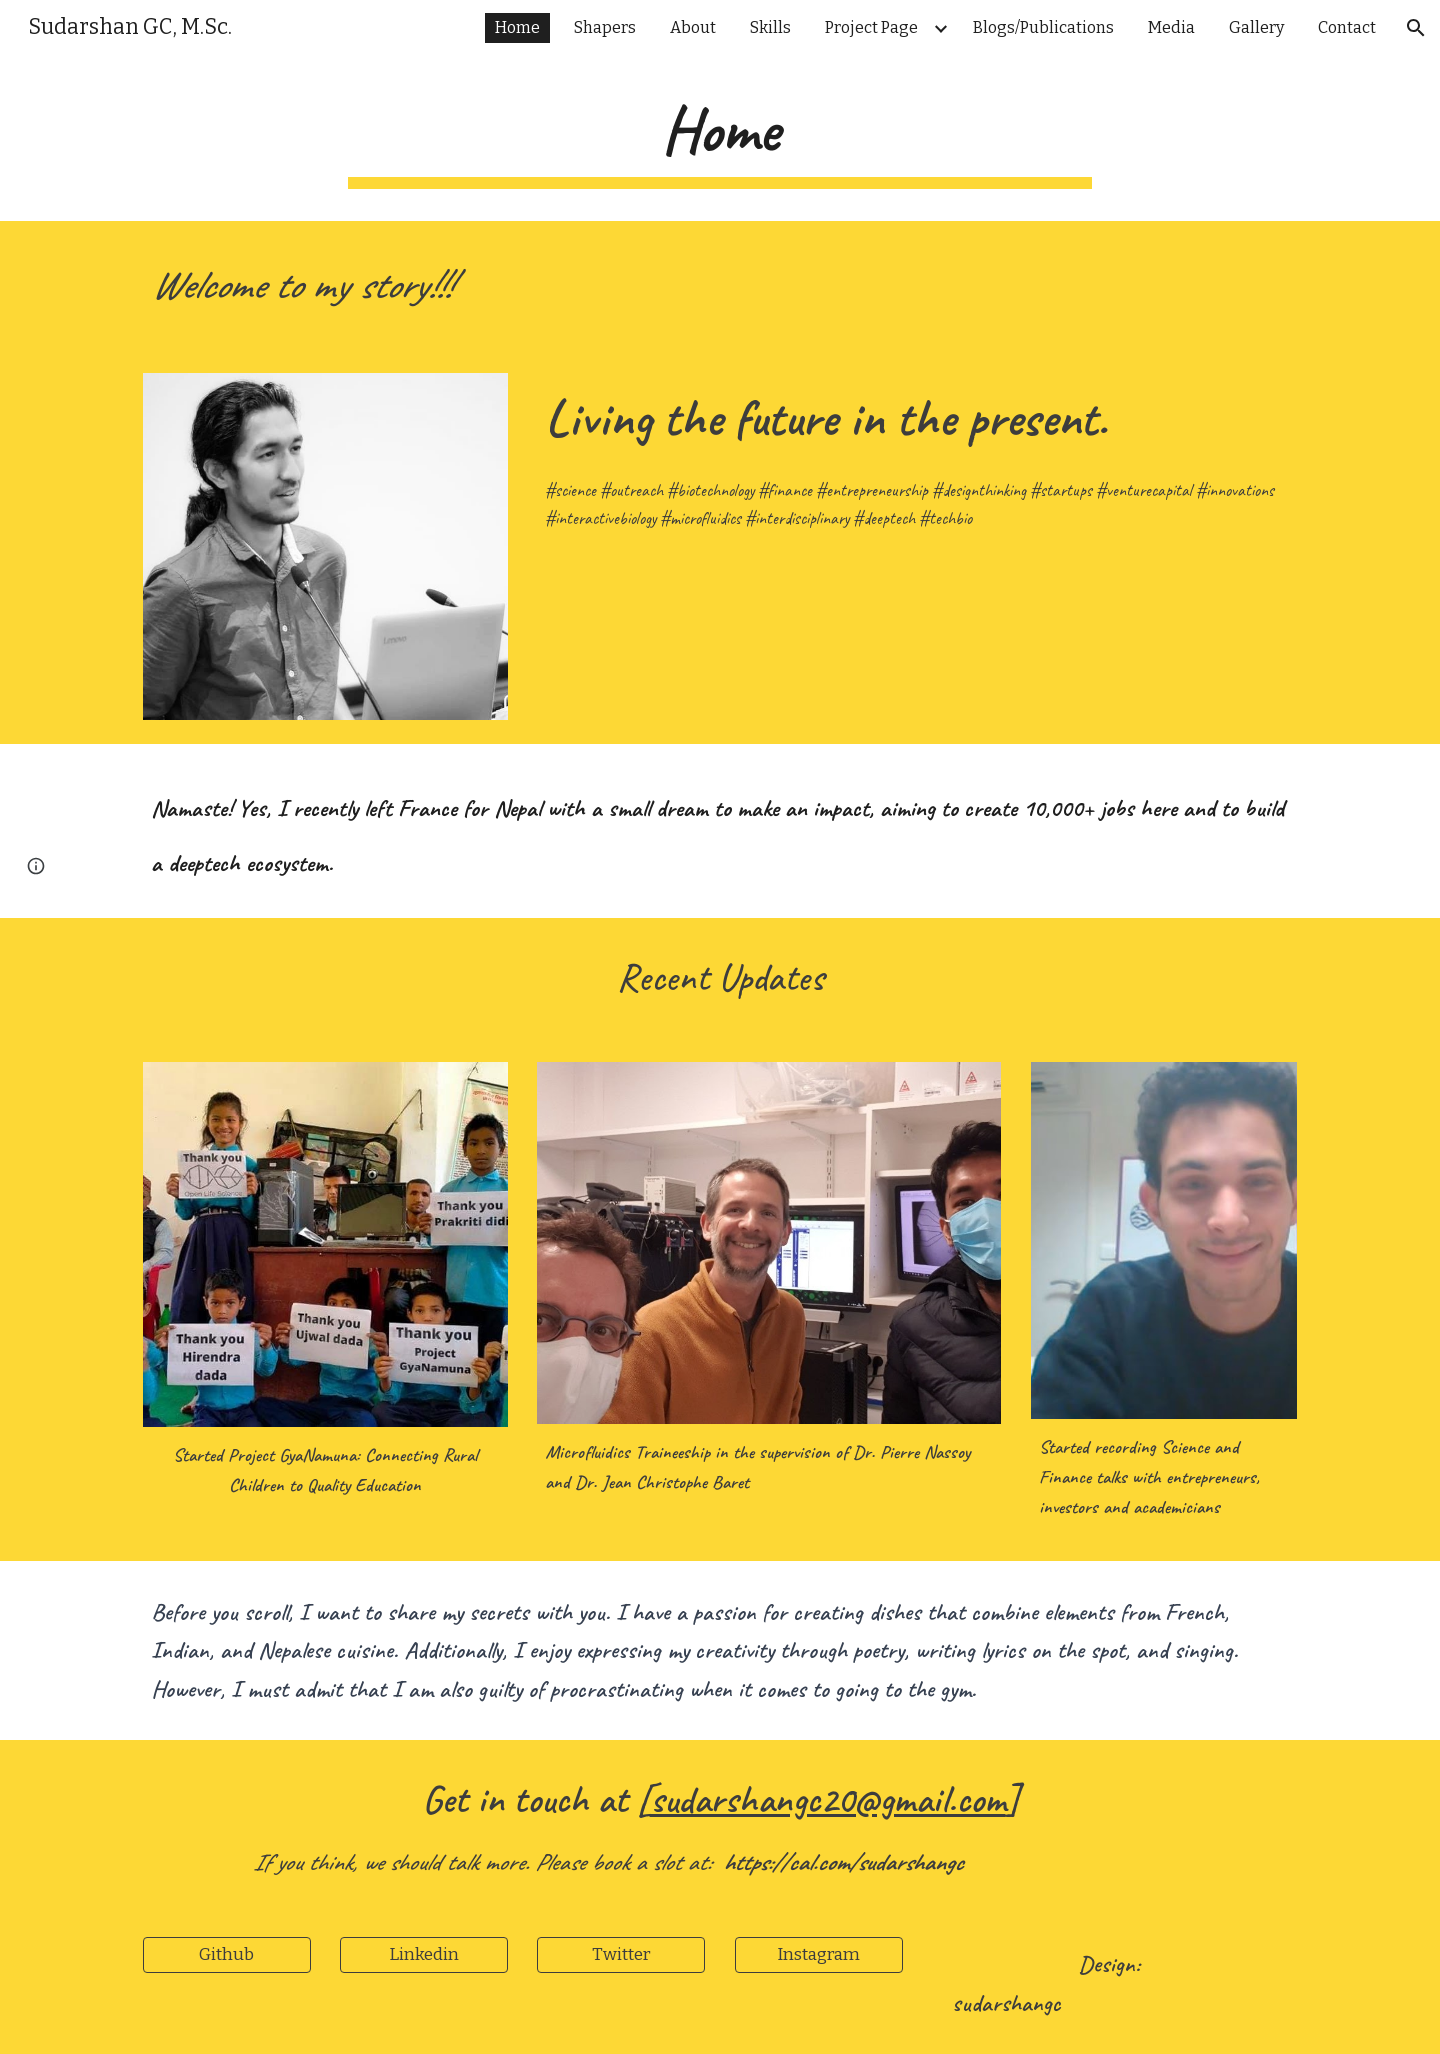 Sudarshan GC, M.Sc.
Home
Shapers
About
Skills
Project Page
Blogs/Publications
Media
Gallery
Contact
Home
Welcome to my story!!!
Living the future in the present.
#science #outreach #biotechnology #finance #entrepreneurship #designthinking #startups #venturecapital #innovations
#interactivebiology #microfluidics #interdisciplinary #deeptech #techbio
Lenovo
Namaste! Yes, I recently left France for Nepal with a small dream to make an impact, aiming to create 10,000+ jobs here and to build
a deeptech ecosystem.
Recent Updates
Thank you
Open Life Science
Thank you
Prakriti didi
Thank you
Hirendra
dada
Thank you
Ujwal dada
Thank you
Project
GyaNamuna
Started Project GyaNamuna: Connecting Rural
Children to Quality Education
Microfluidics Traineeship in the supervision of Dr. Pierre Nassoy
and Dr. Jean Christophe Baret
Started recording Science and
Finance talks with entrepreneurs,
investors and academicians
Before you scroll, I want to share my secrets with you. I have a passion for creating dishes that combine elements from French,
Indian, and Nepalese cuisine. Additionally, I enjoy expressing my creativity through poetry, writing lyrics on the spot, and singing.
However, I must admit that I am also guilty of procrastinating when it comes to going to the gym.
Get in touch at [sudarshangc20@gmail.com]
If you think, we should talk more. Please book a slot at: https://cal.com/sudarshangc
Github
Linkedin
Twitter
Instagram
Design:
sudarshangc